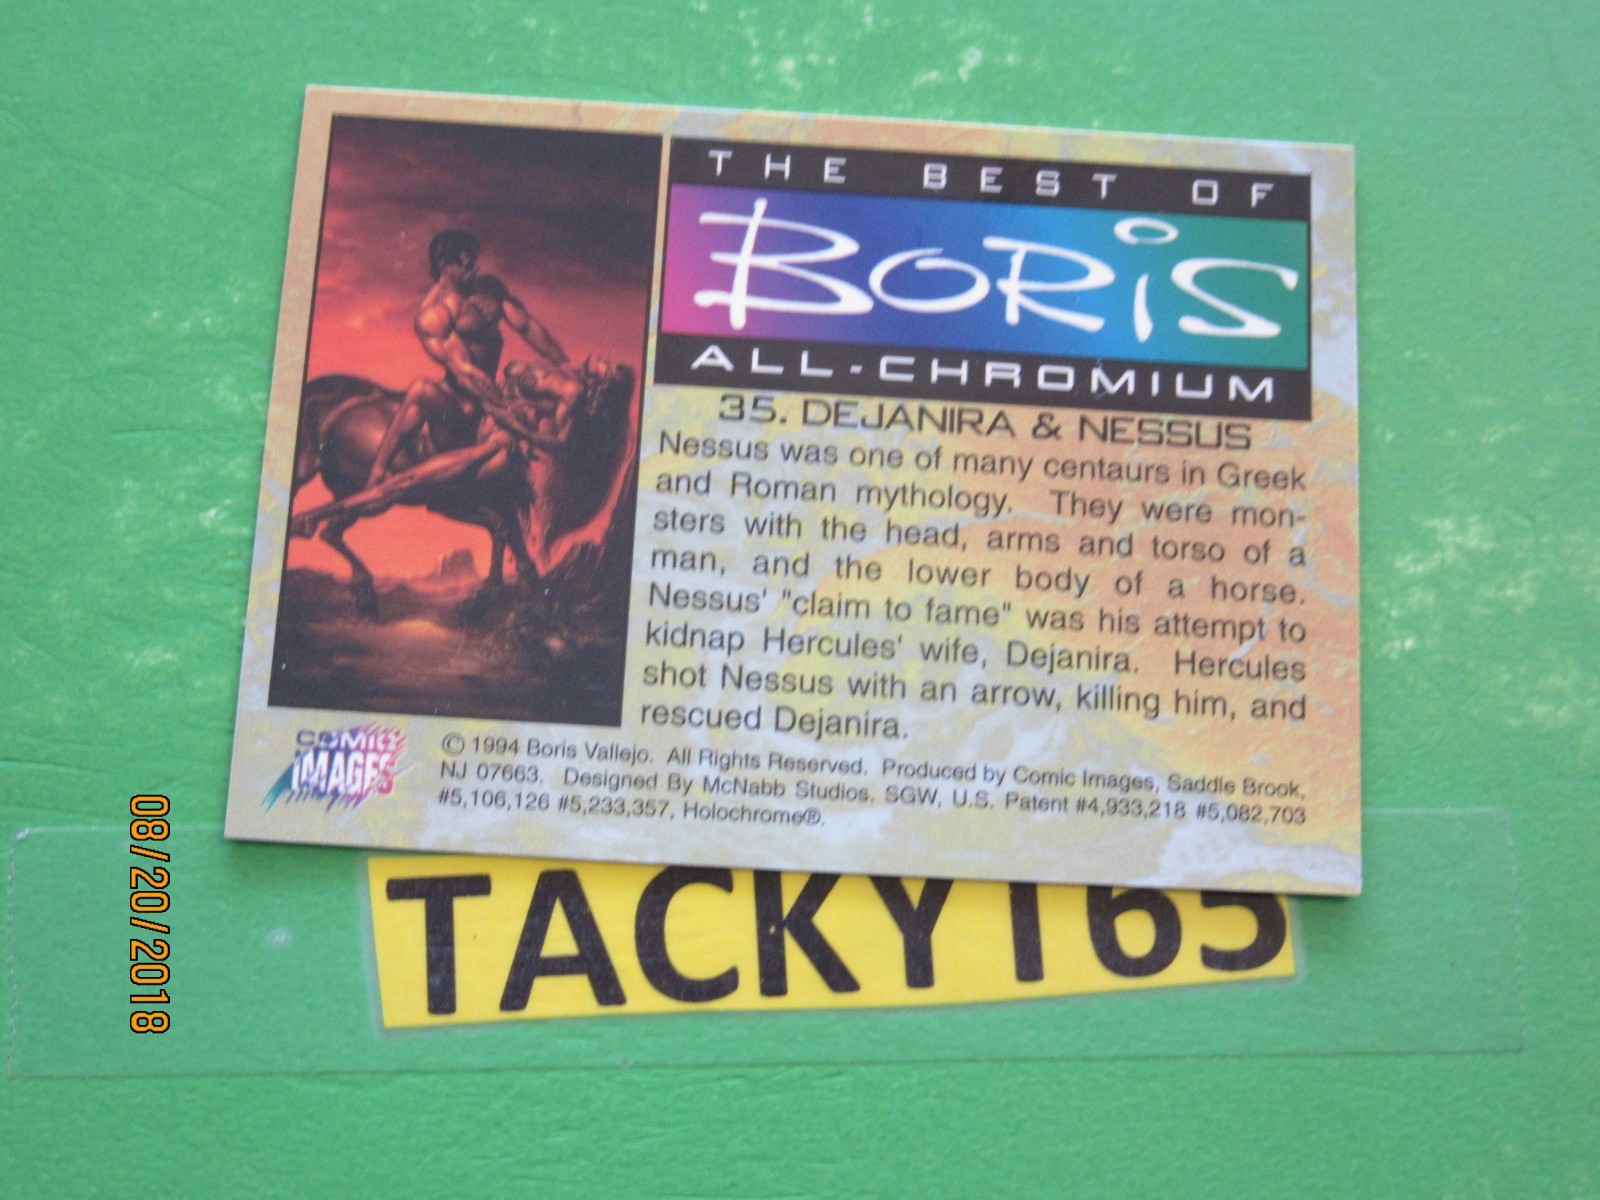 THE BEST OF
BORiS
ALL-CHROMIUM
35. DEJANIRA & NESSUS
Nessus was one of many centaurs in Greek
and Roman mythology. They were mon-
sters with the head, arms and torso of a
man, and the lower body of a horse.
Nessus' "claim to fame" was his attempt to
kidnap Hercules' wife, Dejanira. Hercules
shot Nessus with an arrow, killing him, and
rescued Dejanira.
COMIC
IMAGES
© 1994 Boris Vallejo. All Rights Reserved. Produced by Comic Images, Saddle Brook,
NJ 07663. Designed By McNabb Studios. SGW, U.S. Patent #4,933,218 #5,082,703
#5,106,126 #5,233,357, Holochrome®.
TACKYT65
08/20/2018